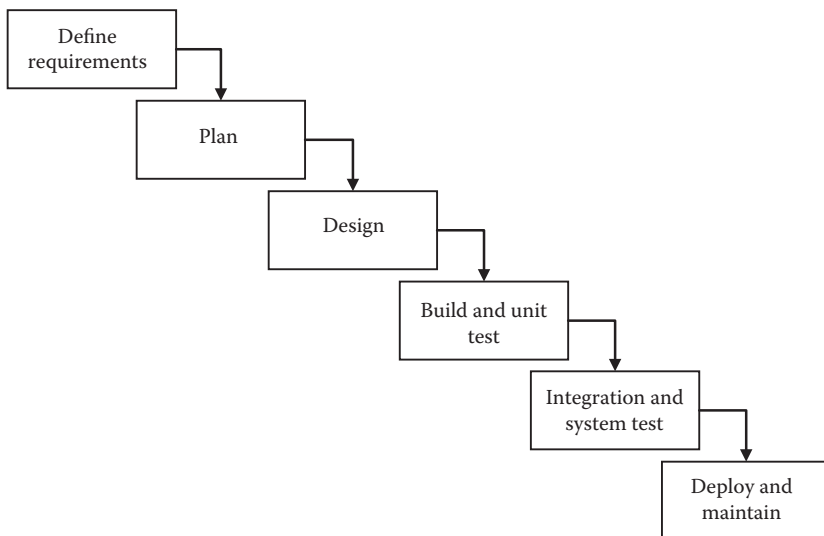 Define
requirements
Plan
Design
Build and unit
test
Integration and
system test
Deploy and
maintain